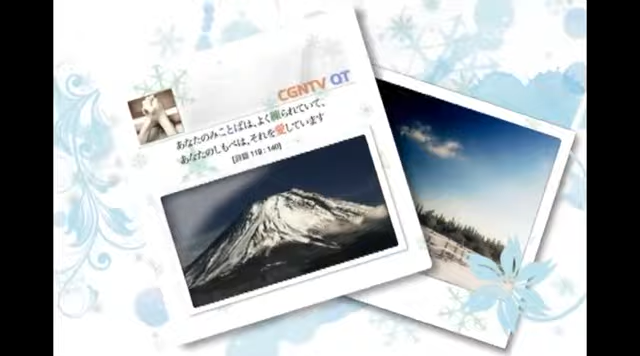 CGNTV QT
あなたのみことばは、よく練られていて、
あなたのしもべは、それを愛しています
[詩篇 119 : 140]